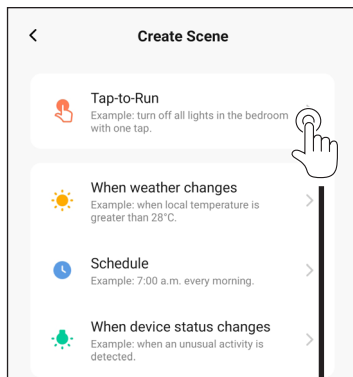 Create Scene
Tap-to-Run
Example: turn off all lights in the bedroom
with one tap.
When weather changes
Example: when local temperature is
greater than 28°C.
Schedule
Example: 7:00 a.m. every morning.
When device status changes
Example: when an unusual activity is
detected.